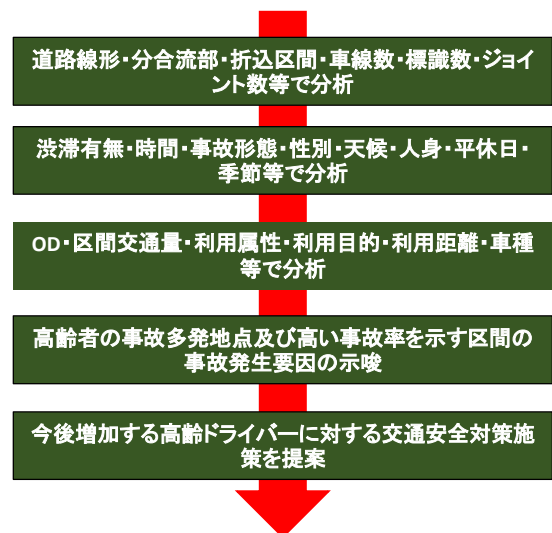 道路線形・分合流部・折込区間・車線数・標識数・ジョイ
ント数等で分析
渋滞有無・時間・事故形態・性別・天候・人身・平休日・
季節等で分析
OD・区間交通量・利用属性・利用目的・利用距離・車種
等で分析
高齢者の事故多発地点及び高い事故率を示す区間の
事故発生要因の示唆
今後増加する高齢ドライバーに対する交通安全対策施
策を提案